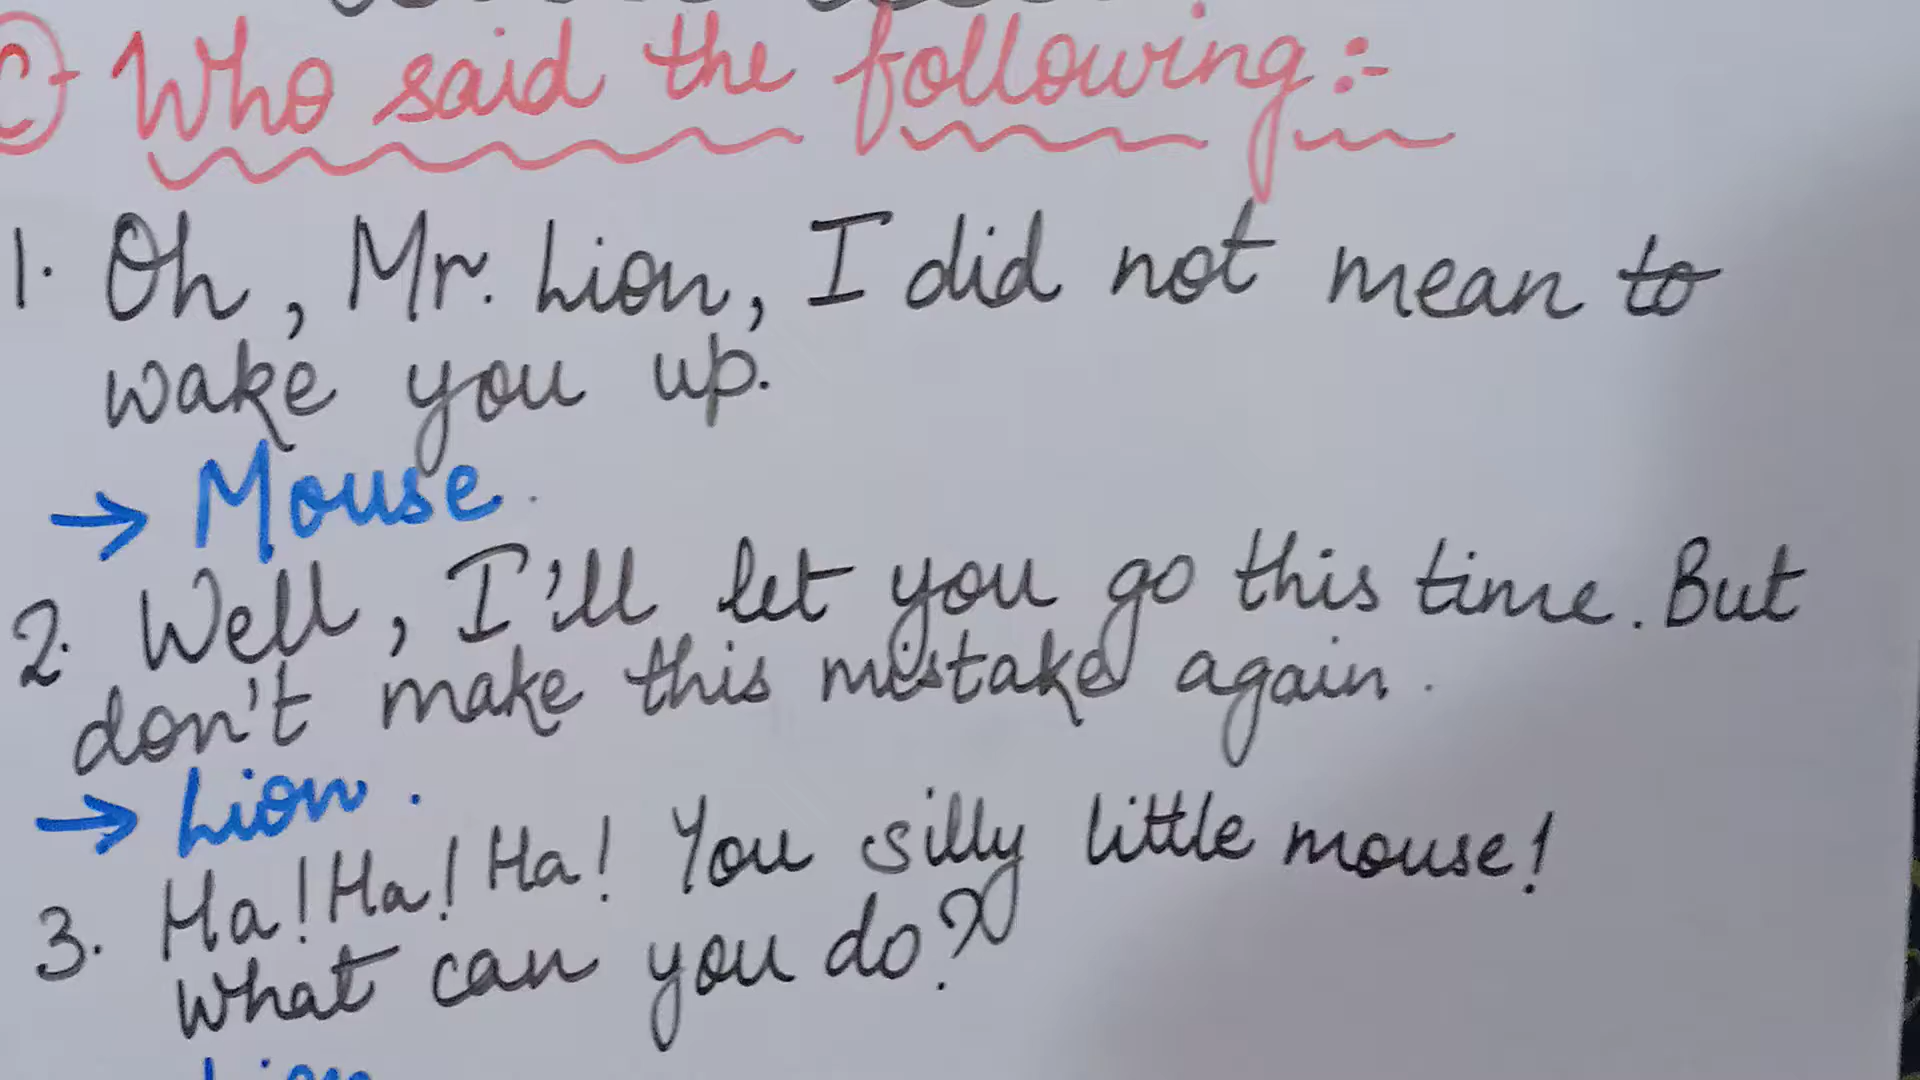 C Who said the following:-
1. Oh, Mr. Lion, I did not mean to
wake you up.
→ Mouse.
2. Well, I'll let you go this time. But
don't make this mistake again.
→ Lion.
3. Ha! Ha! Ha! You silly little mouse!
What can you do?
Lion